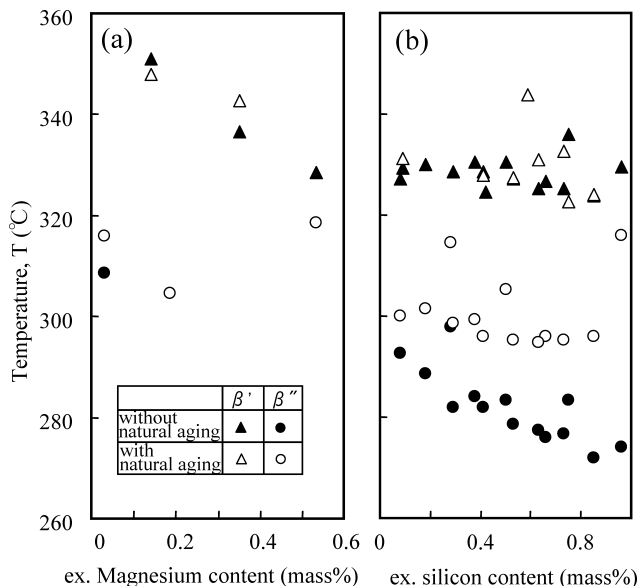 360
340
320
300
280
260
Temperature, T (℃)
(a)
β' β″
without
natural aging ▲ ●
with
natural aging △ ○
0 0.2 0.4 0.6
ex. Magnesium content (mass%)
(b)
0 0.4 0.8
ex. silicon content (mass%)